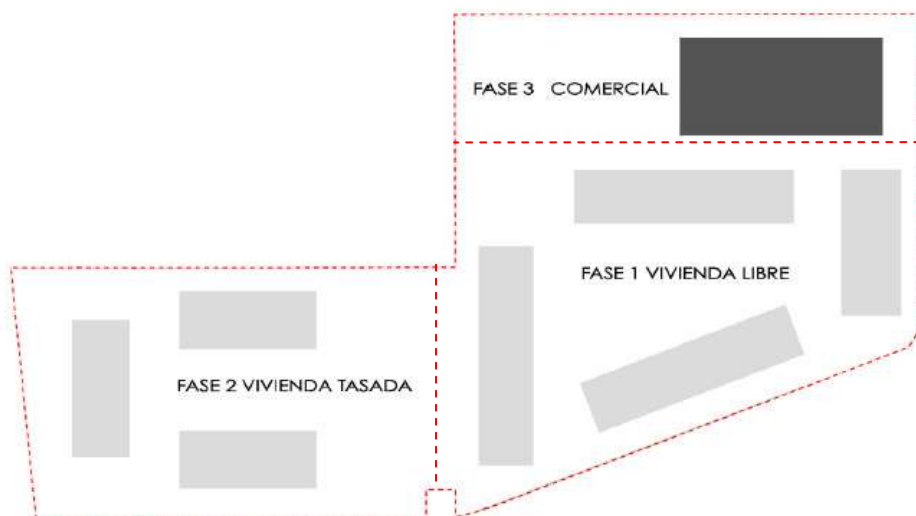 FASE 3 COMERCIAL
FASE 1 VIVIENDA LIBRE
FASE 2 VIVIENDA TASADA